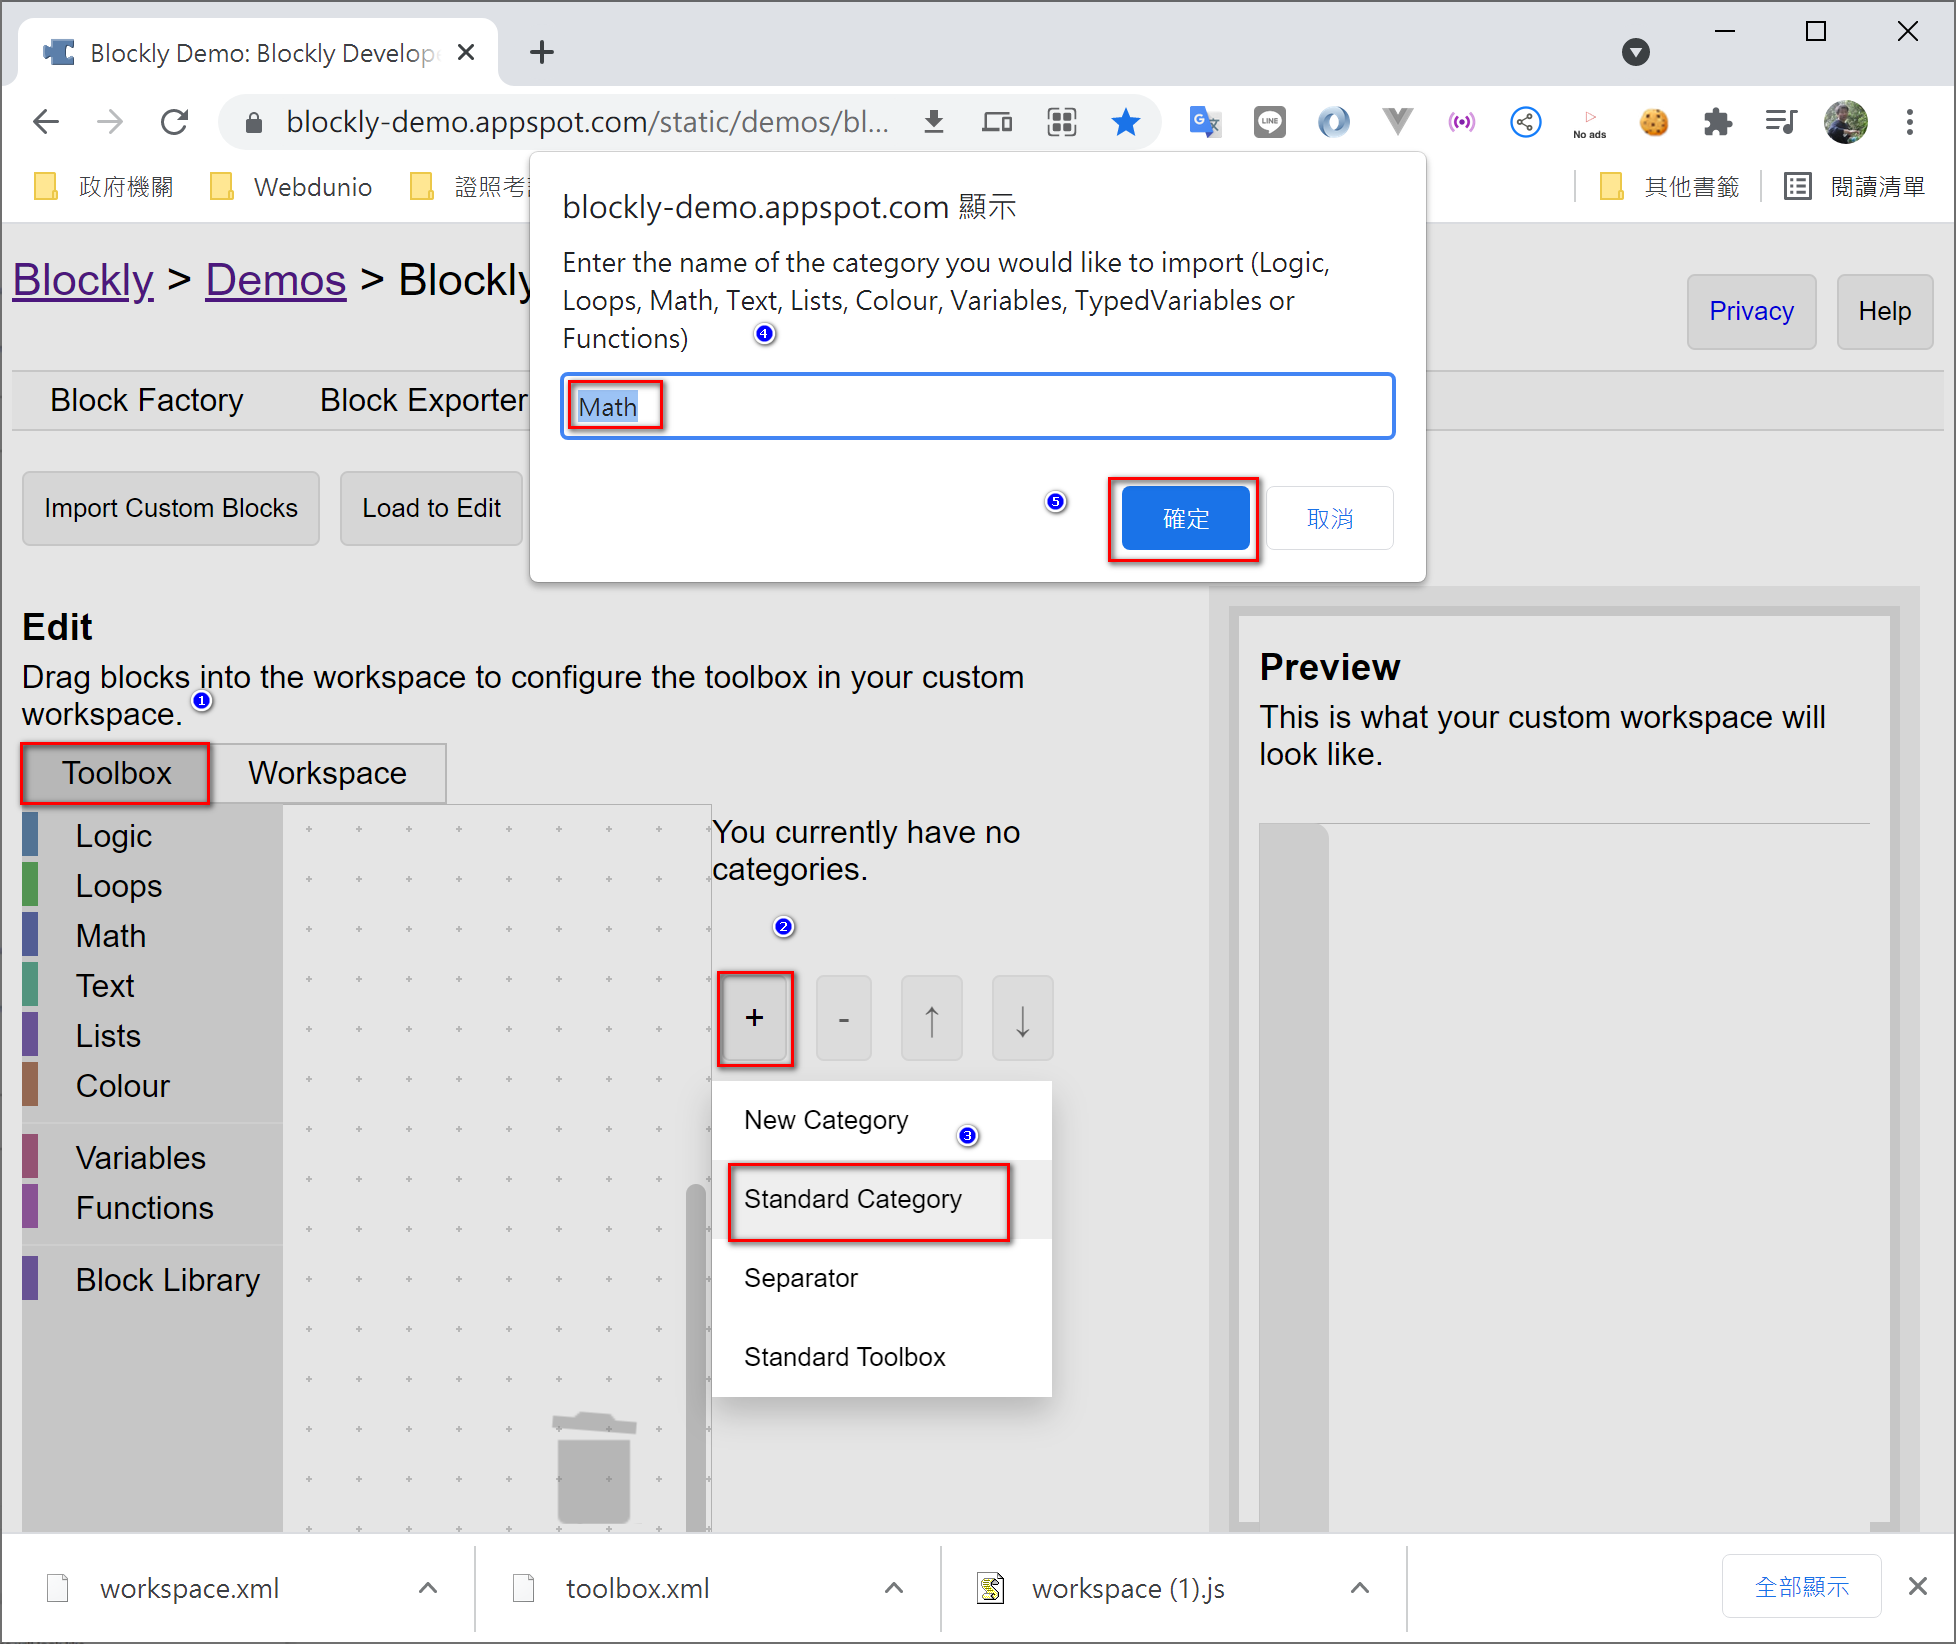 Blockly Demo: Blockly Develope
blockly-demo.appspot.com/static/demos/bl...
LINE
No ads
政府機關
Webdunio
證照考
其他書籤
閱讀清單
blockly-demo.appspot.com 顯示
Enter the name of the category you would like to import (Logic,
Loops, Math, Text, Lists, Colour, Variables, TypedVariables or
Functions)
4
Math
5
確定
取消
Blockly > Demos > Blockly
Privacy
Help
Block Factory
Block Exporter
Import Custom Blocks
Load to Edit
Edit
Drag blocks into the workspace to configure the toolbox in your custom
workspace.
1
Toolbox
Workspace
Logic
Loops
Math
Text
Lists
Colour
Variables
Functions
Block Library
You currently have no
categories.
2
+ - ↑ ↓
New Category
3
Standard Category
Separator
Standard Toolbox
Preview
This is what your custom workspace will
look like.
workspace.xml
toolbox.xml
workspace (1).js
全部顯示